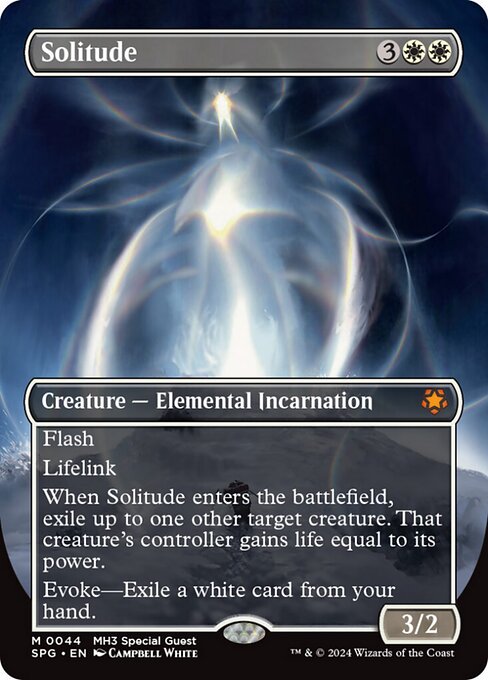 Solitude 3
Creature — Elemental Incarnation
Flash
Lifelink
When Solitude enters the battlefield,
exile up to one other target creature. That
creature's controller gains life equal to its
power.
Evoke—Exile a white card from your
hand.
3/2
M 0044 MH3 Special Guest
SPG • EN CAMPBELL WHITE ™ & © 2024 Wizards of the Coast